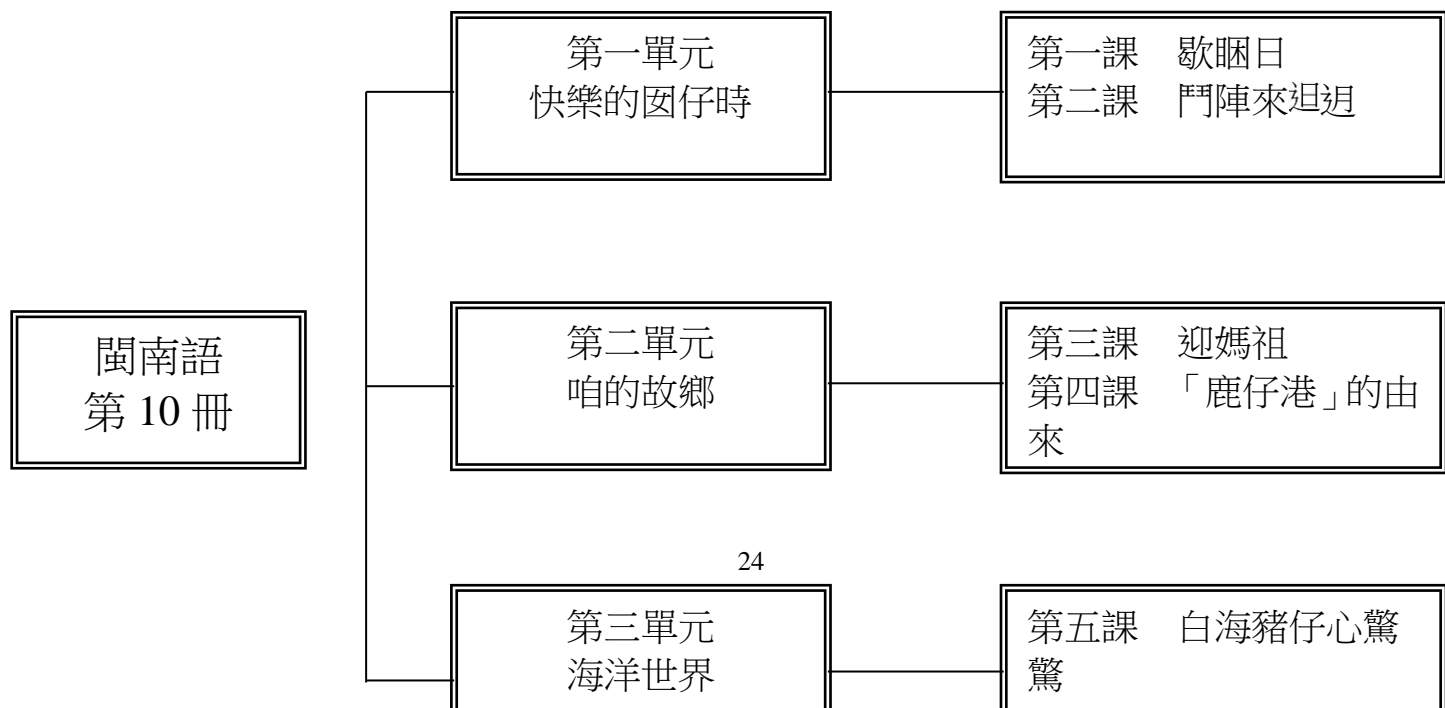 閩南語
第 10 冊
第一單元
快樂的囡仔時
第一課 歇睏日
第二課 鬥陣來𨑨迌
第二單元
咱的故鄉
第三課 迎媽祖
第四課 「鹿仔港」的由
來
24
第三單元
海洋世界
第五課 白海豬仔心驚
驚